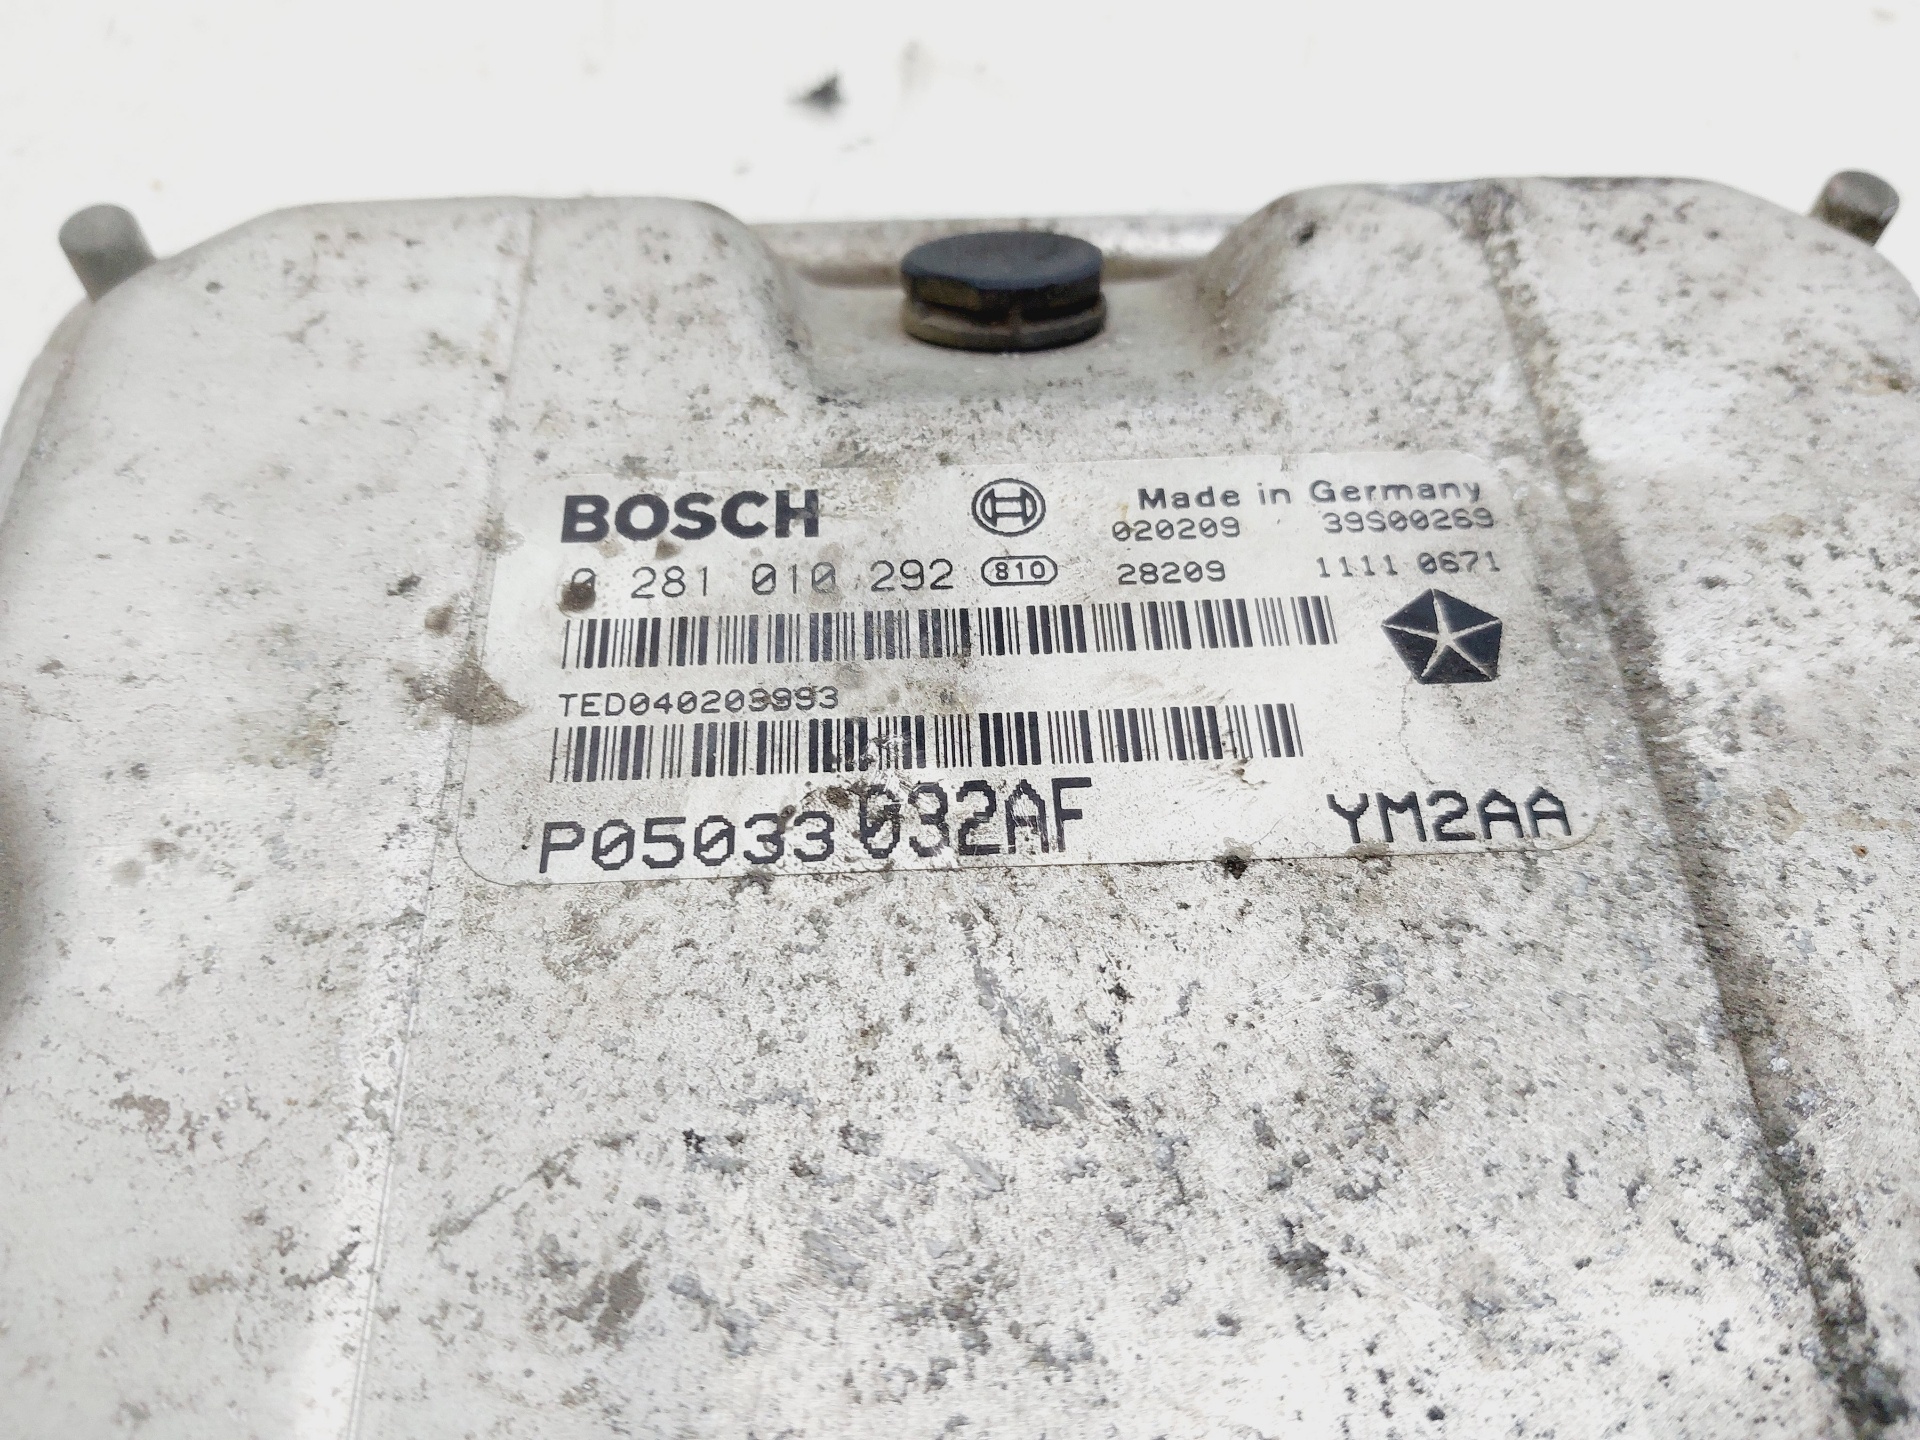 BOSCH Made in Germany
020209 39S00269
0 281 010 292 810 28209 1111 0671
TED040209993
P05033032AF YM2AA